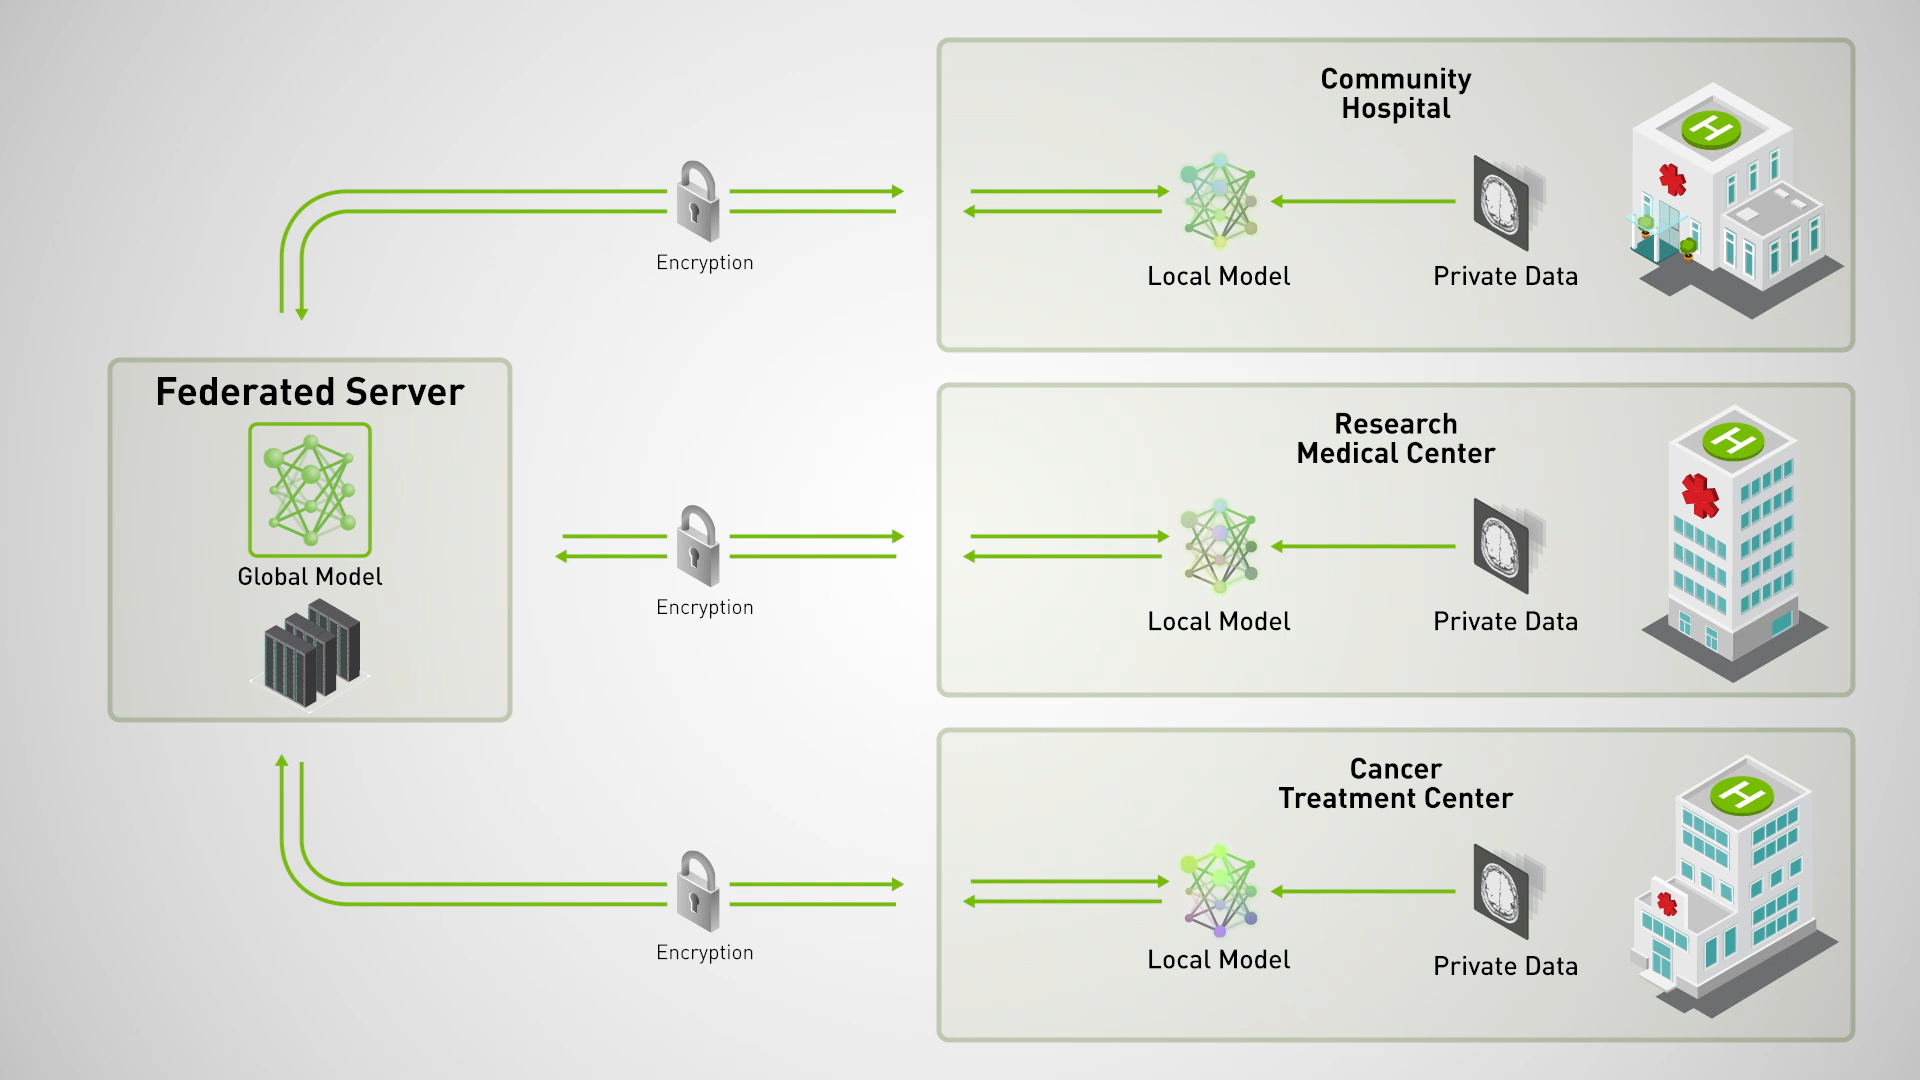 Community
Hospital
Encryption
Local Model
Private Data
Federated Server
Global Model
Research
Medical Center
Encryption
Local Model
Private Data
Cancer
Treatment Center
Encryption
Local Model
Private Data
H
H
H